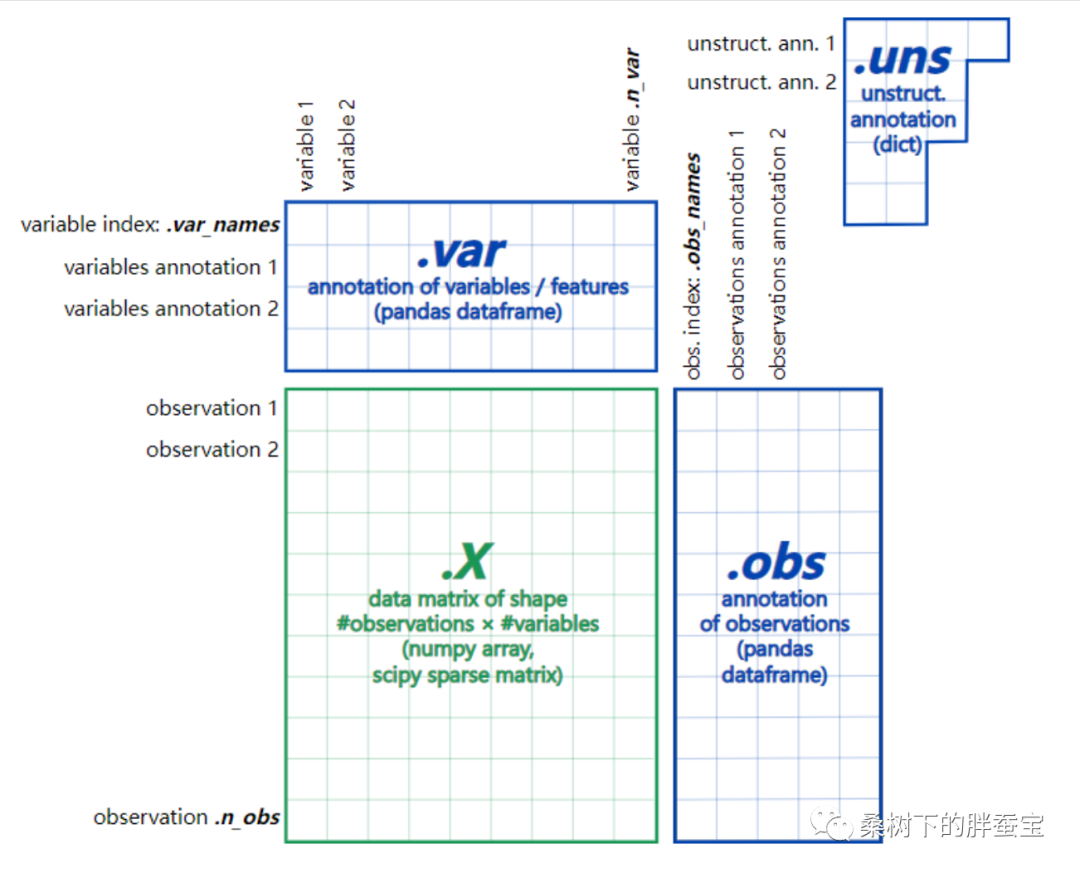 unstruct. ann. 1
unstruct. ann. 2
.uns
unstruct.
annotation
(dict)
variable 1
variable 2
variable .n_var
variable index: .var_names
variables annotation 1
variables annotation 2
.var
annotation of variables / features
(pandas dataframe)
obs. index: .obs_names
observations annotation 1
observations annotation 2
observation 1
observation 2
observation .n_obs
.X
data matrix of shape
#observations × #variables
(numpy array,
scipy sparse matrix)
.obs
annotation
of observations
(pandas
dataframe)
桑树下的胖蚕宝